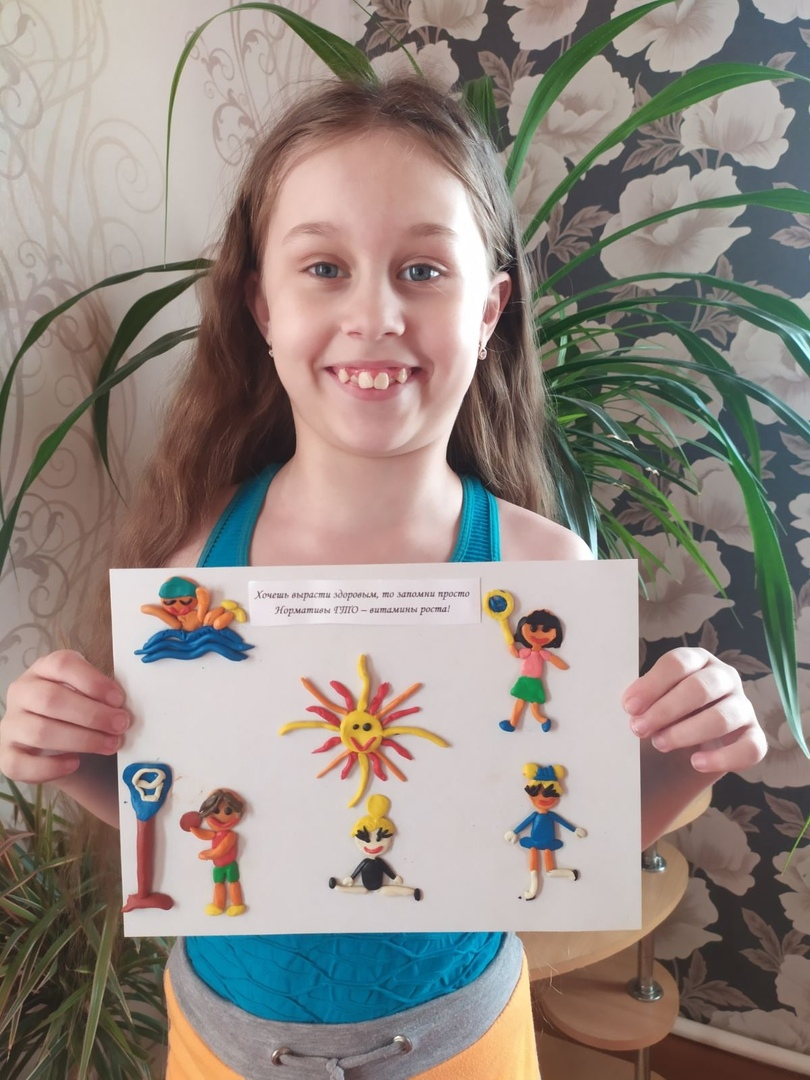 Хочешь вырасти здоровым, то запомни просто
Нормативы ГТО – витамины роста!